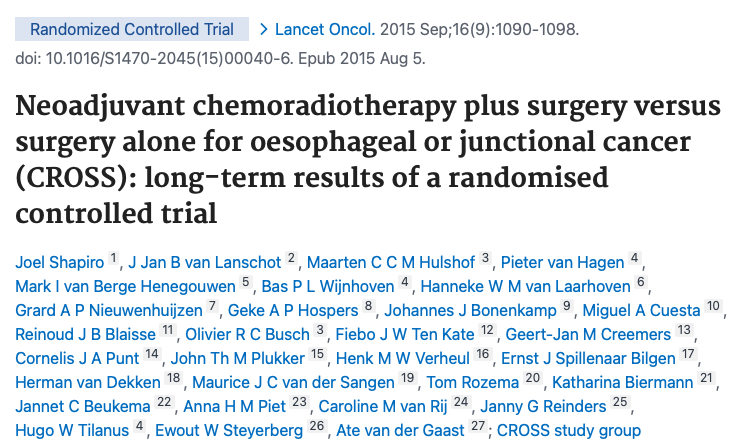 Randomized Controlled Trial > Lancet Oncol. 2015 Sep;16(9):1090-1098.
doi: 10.1016/S1470-2045(15)00040-6. Epub 2015 Aug 5.
Neoadjuvant chemoradiotherapy plus surgery versus
surgery alone for oesophageal or junctional cancer
(CROSS): long-term results of a randomised
controlled trial
Joel Shapiro 1, J Jan B van Lanschot 2, Maarten C C M Hulshof 3, Pieter van Hagen 4,
Mark I van Berge Henegouwen 5, Bas P L Wijnhoven 4, Hanneke W M van Laarhoven 6,
Grard A P Nieuwenhuijzen 7, Geke A P Hospers 8, Johannes J Bonenkamp 9, Miguel A Cuesta 10,
Reinoud J B Blaisse 11, Olivier R C Busch 3, Fiebo J W Ten Kate 12, Geert-Jan M Creemers 13,
Cornelis J A Punt 14, John Th M Plukker 15, Henk M W Verheul 16, Ernst J Spillenaar Bilgen 17,
Herman van Dekken 18, Maurice J C van der Sangen 19, Tom Rozema 20, Katharina Biermann 21,
Jannet C Beukema 22, Anna H M Piet 23, Caroline M van Rij 24, Janny G Reinders 25,
Hugo W Tilanus 4, Ewout W Steyerberg 26, Ate van der Gaast 27; CROSS study group